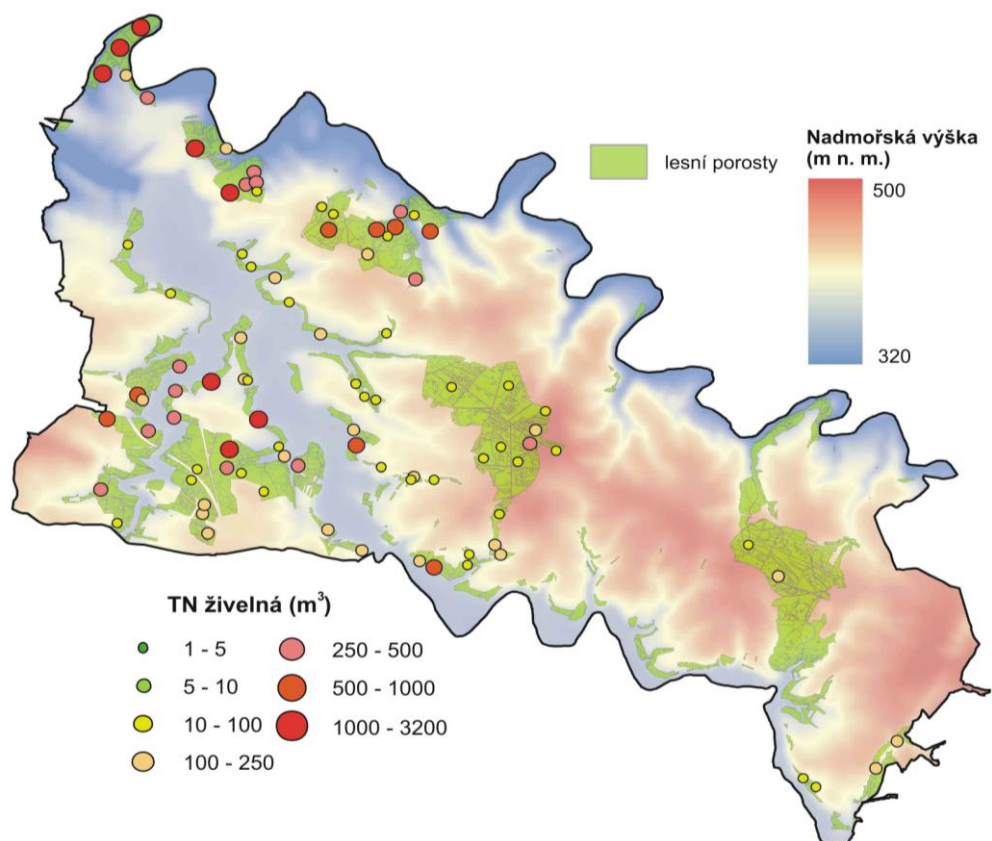 lesní porosty
Nadmořská výška
(m n. m.)
500
320
TN živelná (m³)
1 - 5
5 - 10
10 - 100
100 - 250
250 - 500
500 - 1000
1000 - 3200